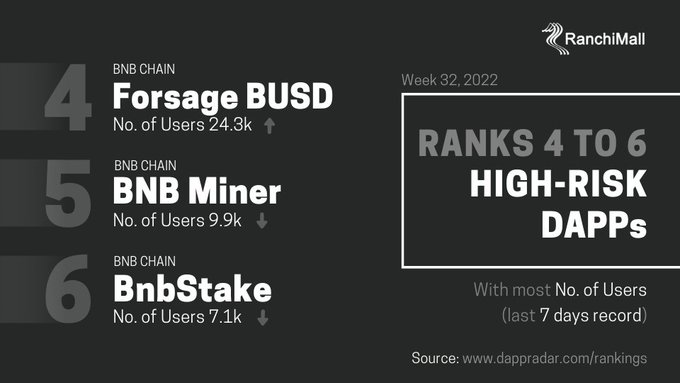 RanchiMall
4
BNB CHAIN
Forsage BUSD
No. of Users 24.3k ↑
5
BNB CHAIN
BNB Miner
No. of Users 9.9k ↓
6
BNB CHAIN
BnbStake
No. of Users 7.1k ↓
Week 32, 2022
RANKS 4 TO 6
HIGH-RISK
DAPPs
With most No. of Users
(last 7 days record)
Source: www.dappradar.com/rankings